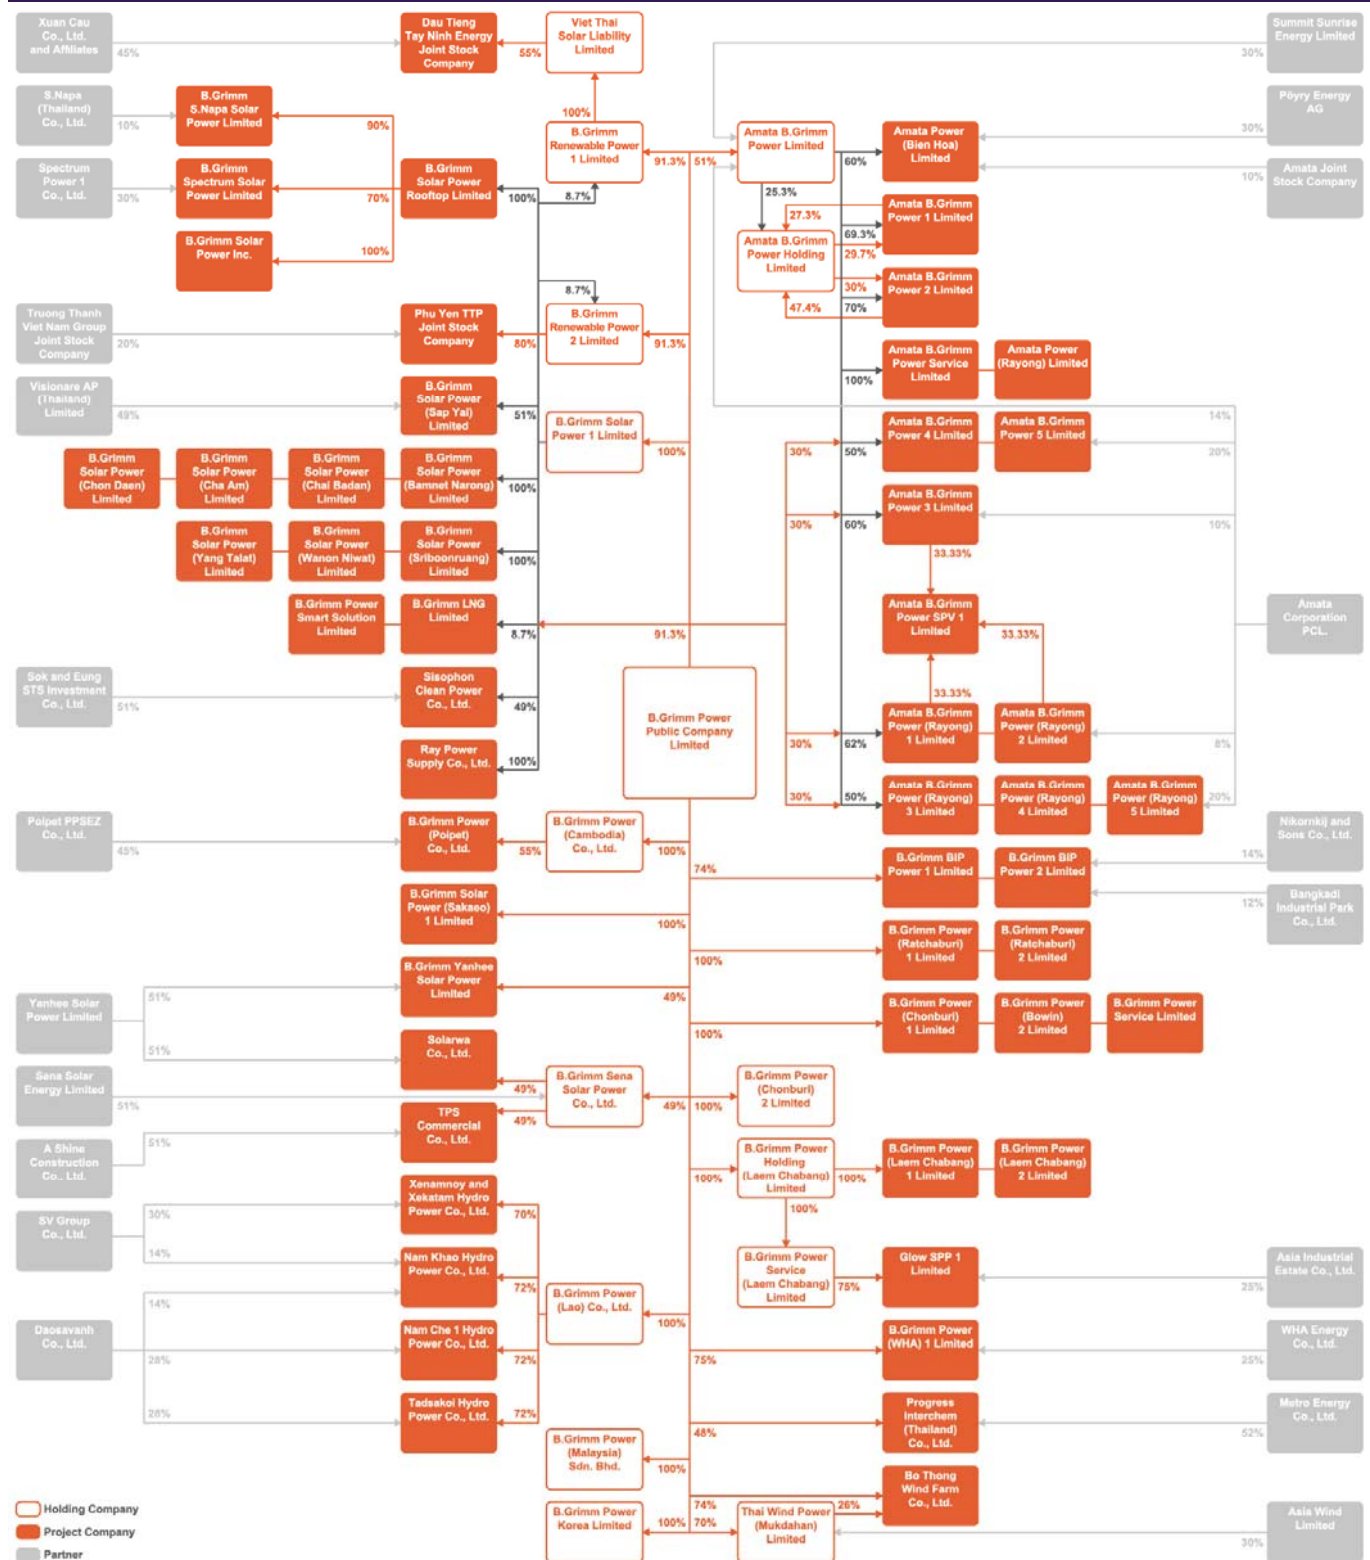 Xuan Cau
Co., Ltd.
and Affiliates
45%
Dau Tieng
Tay Ninh Energy
Joint Stock
Company
55%
Viet Thai
Solar Liability
Limited
100%
Summit Sunrise
Energy Limited
30%
S.Napa
(Thailand)
Co., Ltd.
10%
B.Grimm
S.Napa Solar
Power Limited
90%
B.Grimm
Renewable Power
1 Limited
91.3%
51%
Amata B.Grimm
Power Limited
60%
Amata Power
(Bien Hoa)
Limited
Pöyry Energy
AG
30%
Spectrum
Power 1
Co., Ltd.
30%
B.Grimm
Spectrum Solar
Power Limited
70%
B.Grimm
Solar Power
Rooftop Limited
100%
8.7%
25.3%
Amata Joint
Stock Company
10%
B.Grimm Solar
Power Inc.
100%
27.3%
Amata B.Grimm
Power 1 Limited
69.3%
29.7%
Amata B.Grimm
Power Holding
Limited
8.7%
30%
70%
47.4%
Amata B.Grimm
Power 2 Limited
Truong Thanh
Viet Nam Group
Joint Stock
Company
20%
Phu Yen TTP
Joint Stock
Company
80%
B.Grimm
Renewable Power
2 Limited
91.3%
Amata B.Grimm
Power Service
Limited
100%
Amata Power
(Rayong) Limited
Visionare AP
(Thailand)
Limited
49%
B.Grimm
Solar Power
(Sap Yai)
Limited
51%
B.Grimm Solar
Power 1 Limited
100%
14%
30%
50%
Amata B.Grimm
Power 4 Limited
Amata B.Grimm
Power 5 Limited
20%
B.Grimm
Solar Power
(Chon Daen)
Limited
B.Grimm
Solar Power
(Cha Am)
Limited
B.Grimm
Solar Power
(Chai Badan)
Limited
B.Grimm
Solar Power
(Bamnet Narong)
Limited
100%
30%
60%
Amata B.Grimm
Power 3 Limited
10%
33.33%
B.Grimm
Solar Power
(Yang Talat)
Limited
B.Grimm
Solar Power
(Wanon Niwat)
Limited
B.Grimm
Solar Power
(Sriboonruang)
Limited
100%
B.Grimm Power
Smart Solution
Limited
B.Grimm LNG
Limited
8.7%
91.3%
Amata B.Grimm
Power SPV 1
Limited
33.33%
33.33%
Amata
Corporation
PCL.
Sok and Eung
STS Investment
Co., Ltd.
51%
Sisophon
Clean Power
Co., Ltd.
49%
B.Grimm Power
Public Company
Limited
30%
62%
Amata B.Grimm
Power (Rayong)
1 Limited
Amata B.Grimm
Power (Rayong)
2 Limited
8%
Ray Power
Supply Co., Ltd.
100%
30%
50%
Amata B.Grimm
Power (Rayong)
3 Limited
Amata B.Grimm
Power (Rayong)
4 Limited
Amata B.Grimm
Power (Rayong)
5 Limited
20%
Poipet PPSEZ
Co., Ltd.
45%
B.Grimm Power
(Poipet)
Co., Ltd.
55%
B.Grimm Power
(Cambodia)
Co., Ltd.
100%
74%
B.Grimm BIP
Power 1 Limited
B.Grimm BIP
Power 2 Limited
Nikornkij and
Sons Co., Ltd.
14%
B.Grimm Solar
Power (Sakaeo)
1 Limited
100%
Bangkadi
Industrial Park
Co., Ltd.
12%
100%
B.Grimm Power
(Ratchaburi)
1 Limited
B.Grimm Power
(Ratchaburi)
2 Limited
Yanhee Solar
Power Limited
51%
51%
B.Grimm Yanhee
Solar Power
Limited
49%
100%
B.Grimm Power
(Chonburi)
1 Limited
B.Grimm Power
(Bowin)
2 Limited
B.Grimm Power
Service Limited
Solarwa
Co., Ltd.
49%
Sena Solar
Energy Limited
51%
B.Grimm Sena
Solar Power
Co., Ltd.
49%
100%
B.Grimm Power
(Chonburi)
2 Limited
A Shine
Construction
Co., Ltd.
51%
TPS
Commercial
Co., Ltd.
49%
100%
B.Grimm Power
Holding
(Laem Chabang)
Limited
100%
100%
B.Grimm Power
(Laem Chabang)
1 Limited
B.Grimm Power
(Laem Chabang)
2 Limited
SV Group
Co., Ltd.
30%
14%
Xenamnoy and
Xekatam Hydro
Power Co., Ltd.
70%
Nam Khao Hydro
Power Co., Ltd.
72%
B.Grimm Power
(Lao) Co., Ltd.
100%
B.Grimm Power
Service
(Laem Chabang)
Limited
75%
Glow SPP 1
Limited
Asia Industrial
Estate Co., Ltd.
25%
Daosavanh
Co., Ltd.
14%
28%
28%
Nam Che 1 Hydro
Power Co., Ltd.
72%
75%
B.Grimm Power
(WHA) 1 Limited
WHA Energy
Co., Ltd.
25%
Tadsakoi Hydro
Power Co., Ltd.
72%
48%
Progress
Interchem
(Thailand)
Co., Ltd.
Metro Energy
Co., Ltd.
52%
B.Grimm Power
(Malaysia)
Sdn. Bhd.
100%
74%
26%
Bo Thong
Wind Farm
Co., Ltd.
B.Grimm Power
Korea Limited
100%
70%
Thai Wind Power
(Mukdahan)
Limited
Asia Wind
Limited
30%
Holding Company
Project Company
Partner